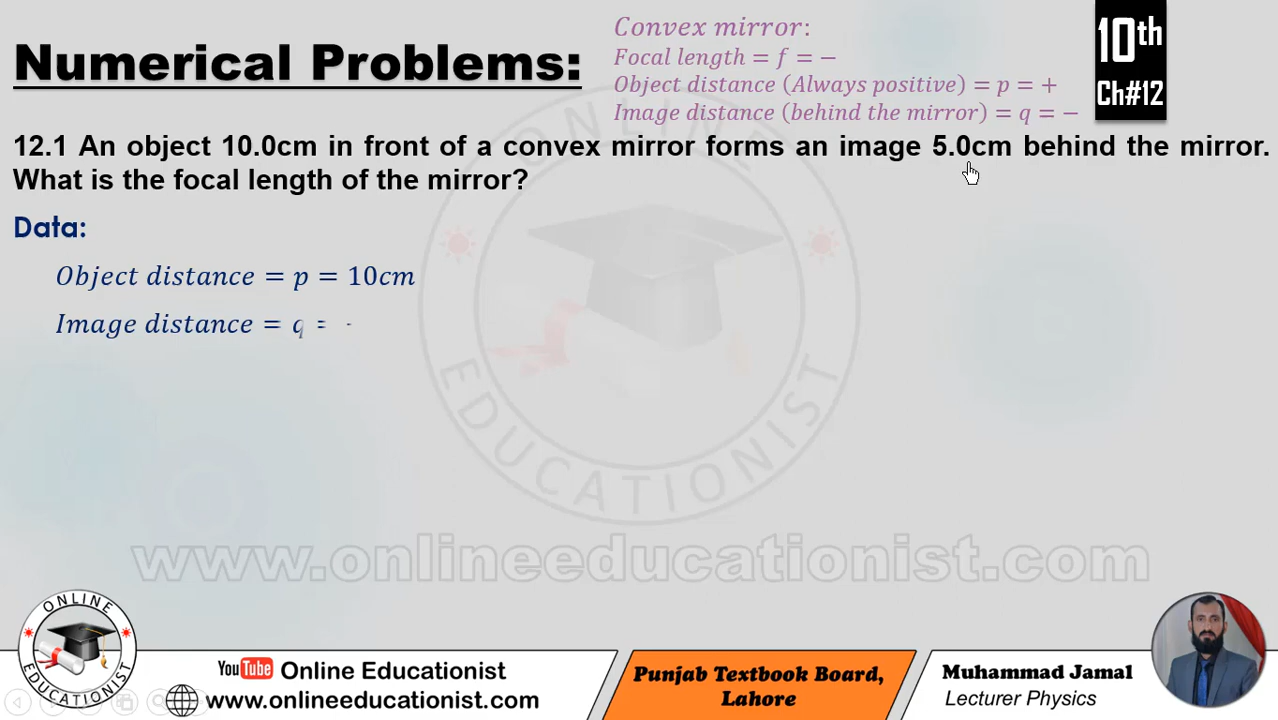 Numerical Problems:
Convex mirror:
Focal length = f = −
Object distance (Always positive) = p = +
Image distance (behind the mirror) = q = −
10th
Ch#12
12.1 An object 10.0cm in front of a convex mirror forms an image 5.0cm behind the mirror.
What is the focal length of the mirror?
Data:
Object distance = p = 10cm
Image distance = q = -
ONLINE
EDUCATIONIST
www.onlineeducationist.com
ONLINE
EDUCATIONIST
YouTube Online Educationist
www.onlineeducationist.com
Punjab Textbook Board,
Lahore
Muhammad Jamal
Lecturer Physics